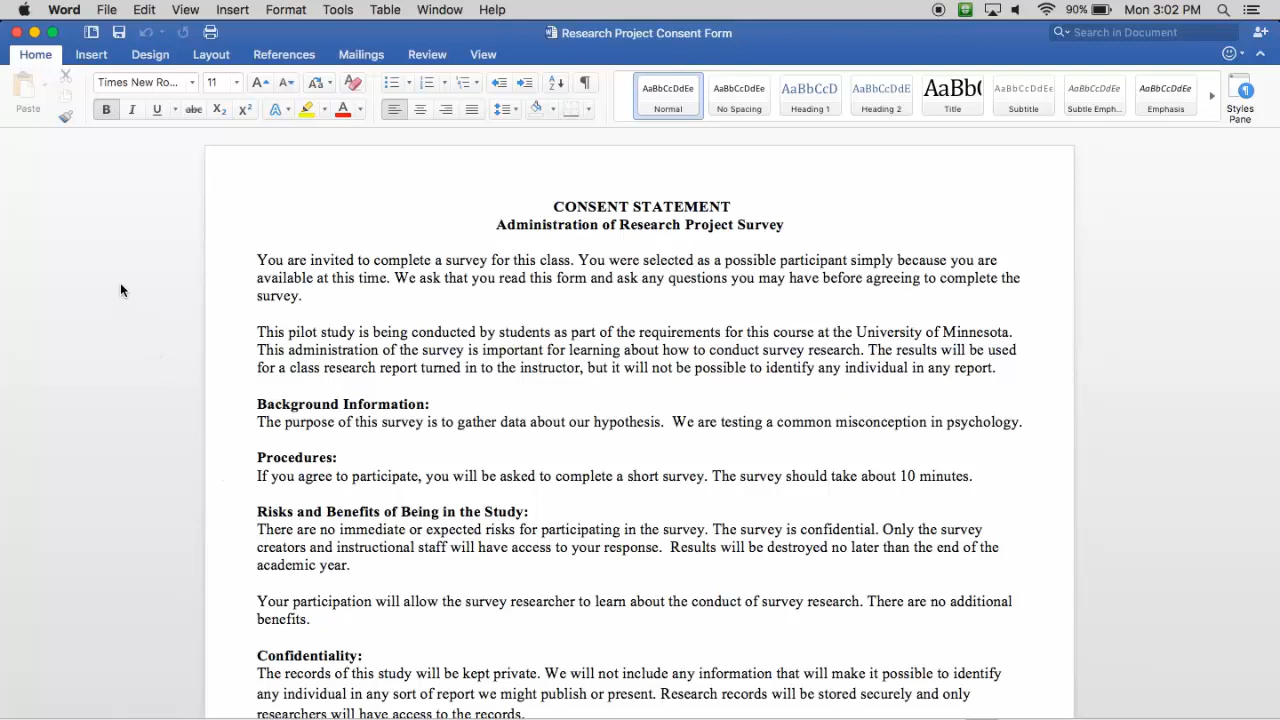 Word File Edit View Insert Format Tools Table Window Help 90% Mon 3:02 PM
Research Project Consent Form Search in Document
Home Insert Design Layout References Mailings Review View
Paste Times New Ro... 11 A A Aa
B I U abc X₂ X² A A
AaBbCcDdEe AaBbCcDdEe AaBbCcD AaBbCcDdE AaBb( AaBbCcDdEe AaBbCcDdEe AaBbCcDdEe
Normal No Spacing Heading 1 Heading 2 Title Subtitle Subtle Emph... Emphasis Styles
Pane
CONSENT STATEMENT
Administration of Research Project Survey
You are invited to complete a survey for this class. You were selected as a possible participant simply because you are
available at this time. We ask that you read this form and ask any questions you may have before agreeing to complete the
survey.
This pilot study is being conducted by students as part of the requirements for this course at the University of Minnesota.
This administration of the survey is important for learning about how to conduct survey research. The results will be used
for a class research report turned in to the instructor, but it will not be possible to identify any individual in any report.
Background Information:
The purpose of this survey is to gather data about our hypothesis.  We are testing a common misconception in psychology.
Procedures:
If you agree to participate, you will be asked to complete a short survey. The survey should take about 10 minutes.
Risks and Benefits of Being in the Study:
There are no immediate or expected risks for participating in the survey. The survey is confidential. Only the survey
creators and instructional staff will have access to your response.  Results will be destroyed no later than the end of the
academic year.
Your participation will allow the survey researcher to learn about the conduct of survey research. There are no additional
benefits.
Confidentiality:
The records of this study will be kept private. We will not include any information that will make it possible to identify
any individual in any sort of report we might publish or present. Research records will be stored securely and only
researchers will have access to the records.